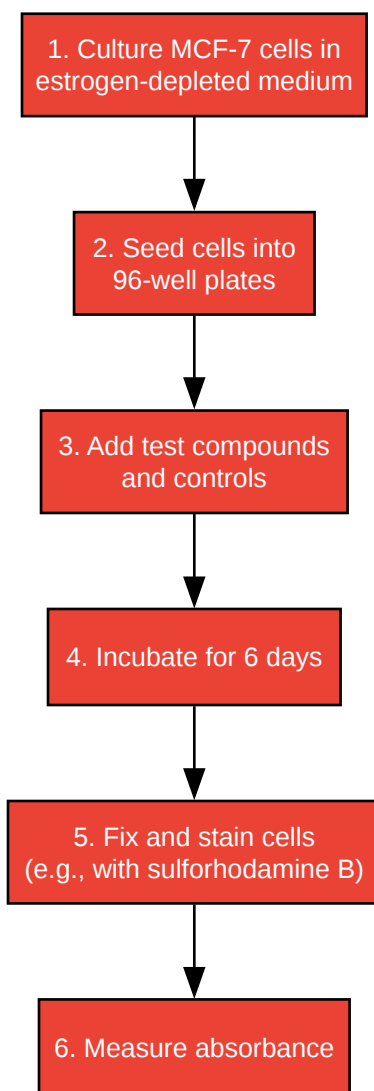 1. Culture MCF-7 cells in
estrogen-depleted medium
2. Seed cells into
96-well plates
3. Add test compounds
and controls
4. Incubate for 6 days
5. Fix and stain cells
(e.g., with sulforhodamine B)
6. Measure absorbance